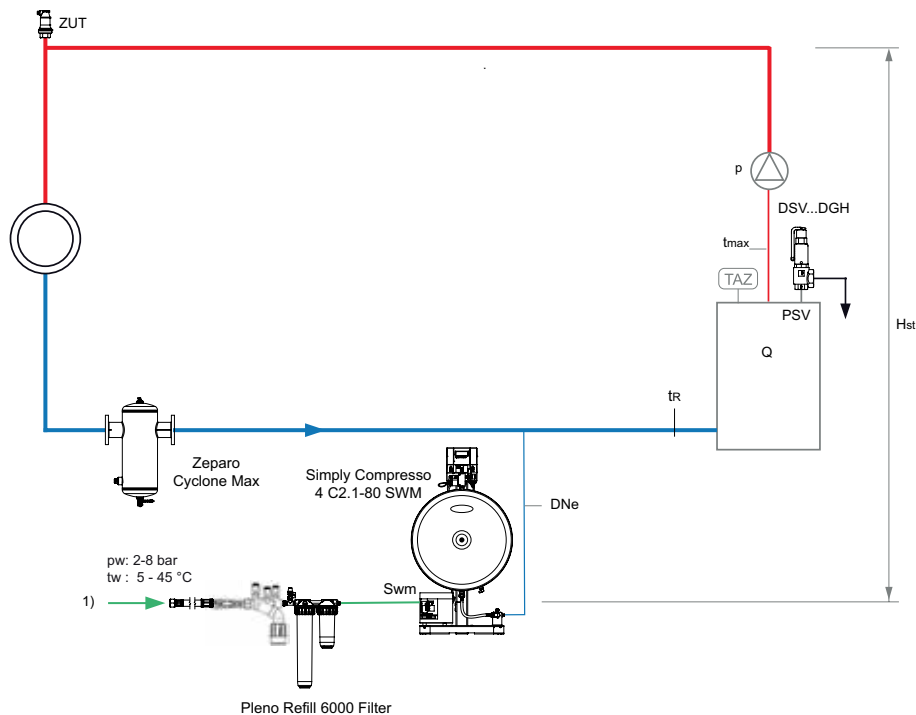 ZUT
p
DSV...DGH
tmax
TAZ
PSV
Hst
Q
tR
Zeparo
Cyclone Max
Simply Compresso
4 C2.1-80 SWM
DNe
pw: 2-8 bar
tw : 5 - 45 °C
Swm
1)
Pleno Refill 6000 Filter